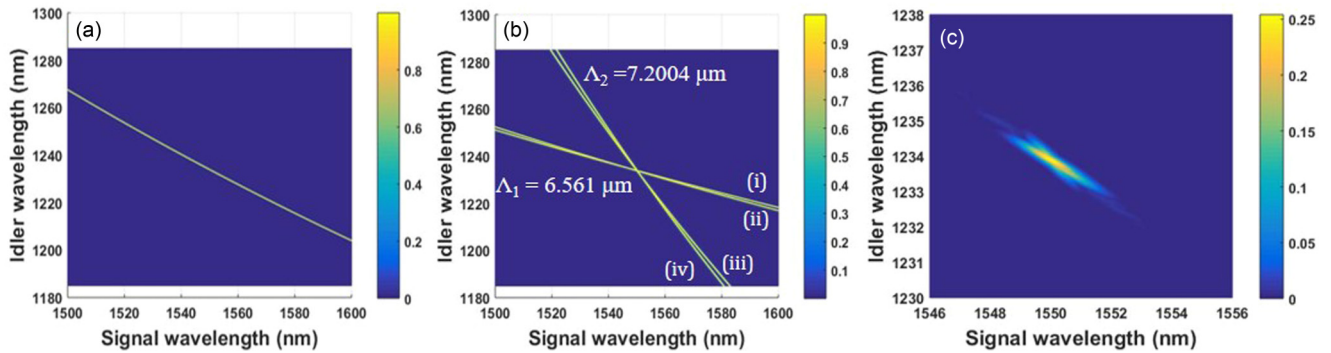 (a)
Idler wavelength (nm)
1300
1280
1260
1240
1220
1200
1180
1500 1520 1540 1560 1580 1600
Signal wavelength (nm)
0.8
0.6
0.4
0.2
0
(b)
Λ2 =7.2004 μm
Λ1 = 6.561 μm
(i)
(ii)
(iii)
(iv)
Idler wavelength (nm)
1300
1280
1260
1240
1220
1200
1180
1500 1520 1540 1560 1580 1600
Signal wavelength (nm)
0.9
0.8
0.7
0.6
0.5
0.4
0.3
0.2
0.1
(c)
Idler wavelength (nm)
1238
1237
1236
1235
1234
1233
1232
1231
1230
1546 1548 1550 1552 1554 1556
Signal wavelength (nm)
0.25
0.2
0.15
0.1
0.05
0